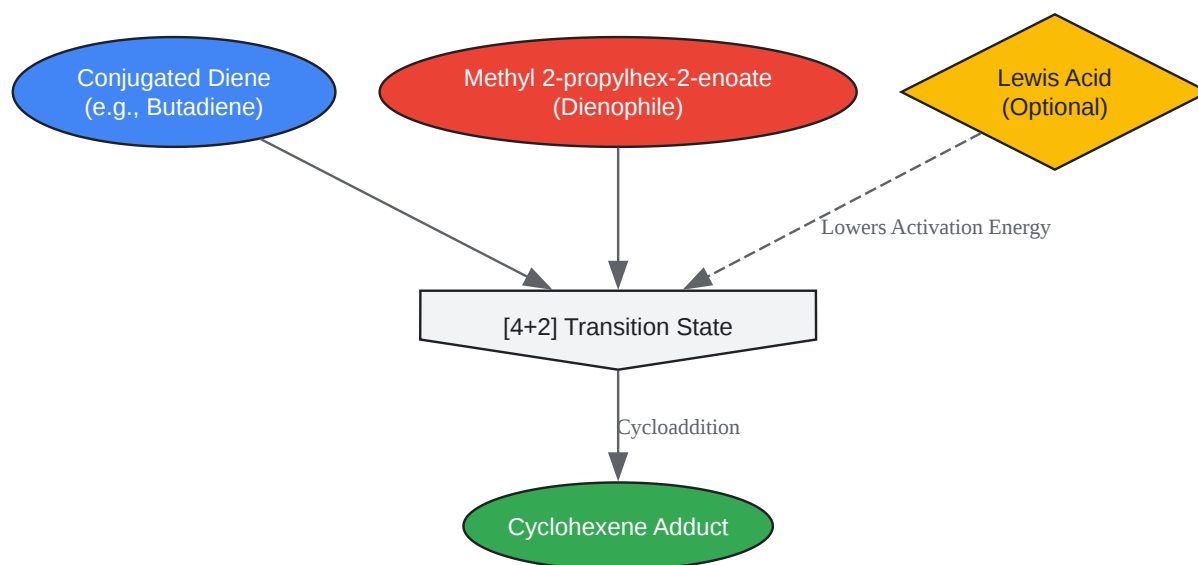 Conjugated Diene
(e.g., Butadiene)
Methyl 2-propylhex-2-enoate
(Dienophile)
Lewis Acid
(Optional)
Lowers Activation Energy
[4+2] Transition State
Cycloaddition
Cyclohexene Adduct